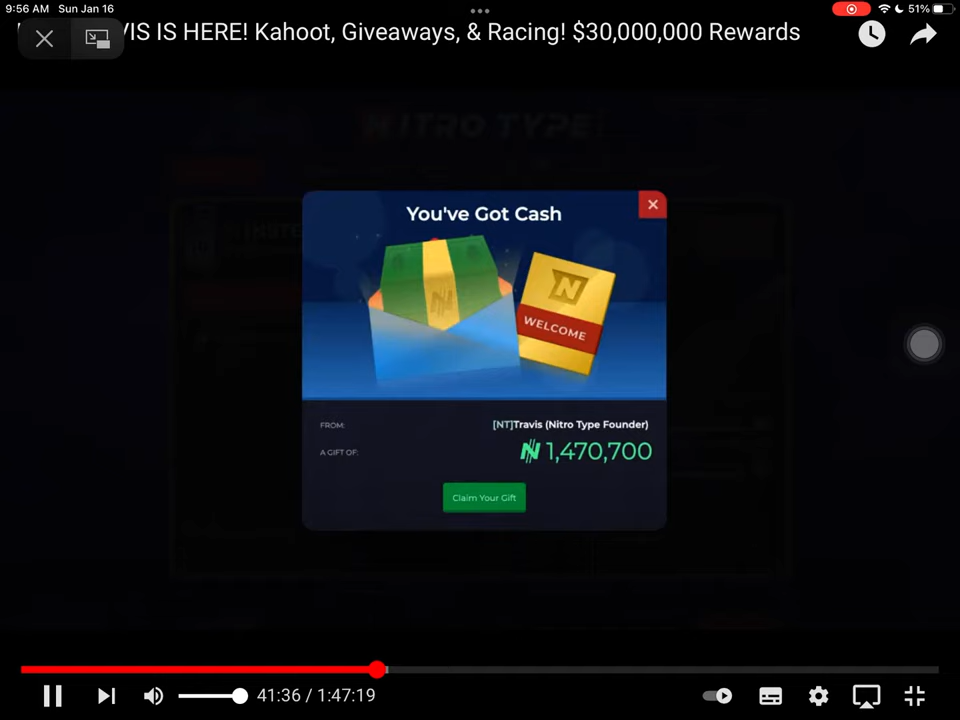 9:56 AM Sun Jan 16
51%
VIS IS HERE! Kahoot, Giveaways, & Racing! $30,000,000 Rewards
NITRO TYPE
You've Got Cash
N
WELCOME
FROM:
[NT]Travis (Nitro Type Founder)
A GIFT OF:
N 1,470,700
Claim Your Gift
41:36 / 1:47:19